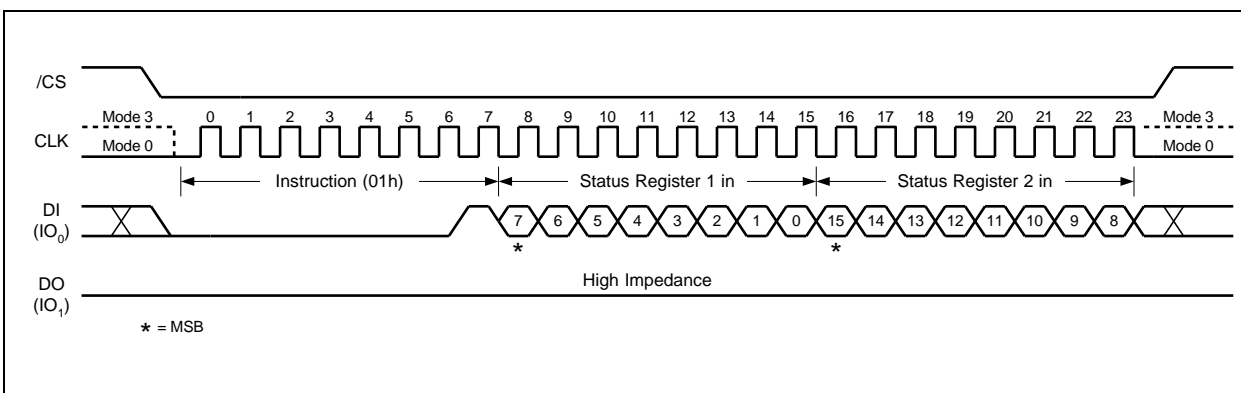 /CS
Mode 3 0 1 2 3 4 5 6 7 8 9 10 11 12 13 14 15 16 17 18 19 20 21 22 23 Mode 3
CLK
Mode 0 Mode 0
Instruction (01h) Status Register 1 in Status Register 2 in
DI
(IO₀)
7 6 5 4 3 2 1 0 15 14 13 12 11 10 9 8
* *
High Impedance
DO
(IO₁)
* = MSB